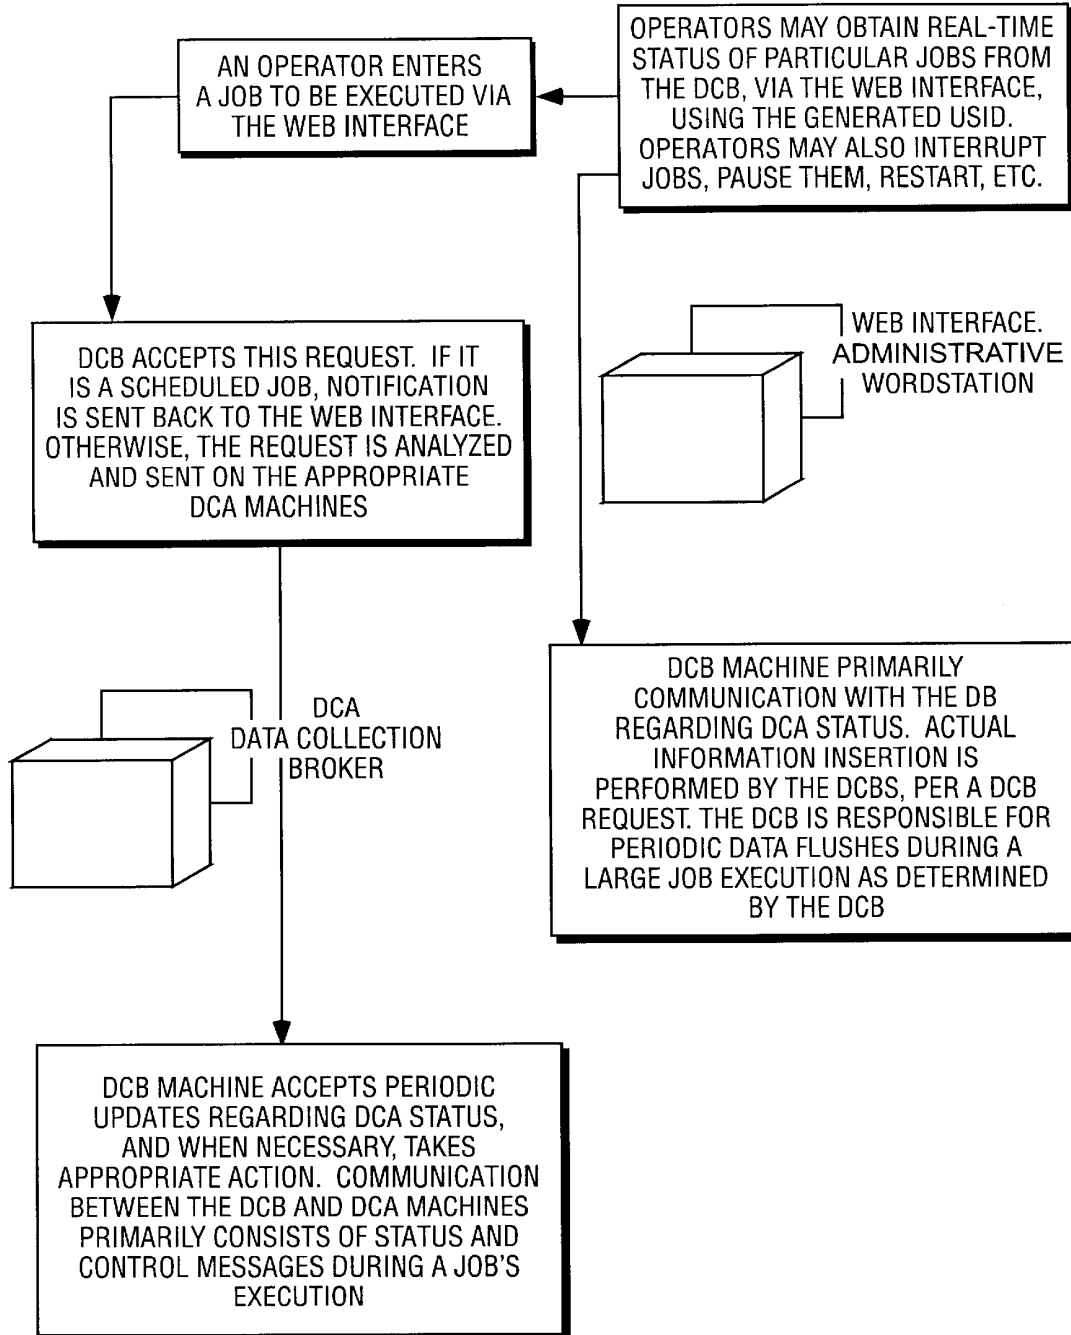 AN OPERATOR ENTERS
A JOB TO BE EXECUTED VIA
THE WEB INTERFACE
OPERATORS MAY OBTAIN REAL-TIME
STATUS OF PARTICULAR JOBS FROM
THE DCB, VIA THE WEB INTERFACE,
USING THE GENERATED USID.
OPERATORS MAY ALSO INTERRUPT
JOBS, PAUSE THEM, RESTART, ETC.
DCB ACCEPTS THIS REQUEST. IF IT
IS A SCHEDULED JOB, NOTIFICATION
IS SENT BACK TO THE WEB INTERFACE.
OTHERWISE, THE REQUEST IS ANALYZED
AND SENT ON THE APPROPRIATE
DCA MACHINES
WEB INTERFACE.
ADMINISTRATIVE
WORDSTATION
DCA
DATA COLLECTION
BROKER
DCB MACHINE PRIMARILY
COMMUNICATION WITH THE DB
REGARDING DCA STATUS. ACTUAL
INFORMATION INSERTION IS
PERFORMED BY THE DCBS, PER A DCB
REQUEST. THE DCB IS RESPONSIBLE FOR
PERIODIC DATA FLUSHES DURING A
LARGE JOB EXECUTION AS DETERMINED
BY THE DCB
DCB MACHINE ACCEPTS PERIODIC
UPDATES REGARDING DCA STATUS,
AND WHEN NECESSARY, TAKES
APPROPRIATE ACTION. COMMUNICATION
BETWEEN THE DCB AND DCA MACHINES
PRIMARILY CONSISTS OF STATUS AND
CONTROL MESSAGES DURING A JOB'S
EXECUTION